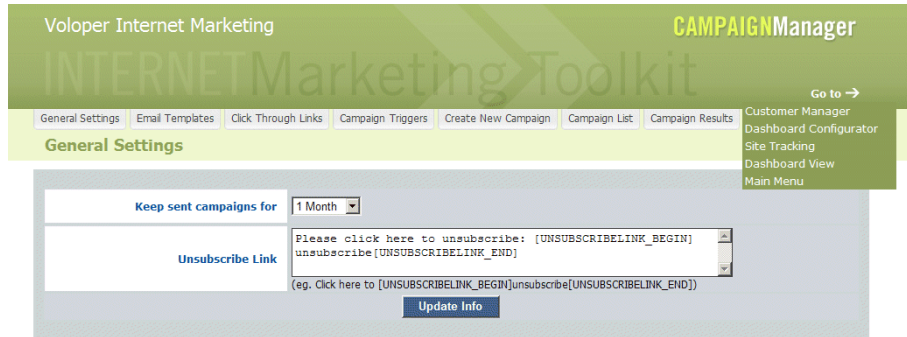 Voloper Internet Marketing
CAMPAIGNManager
INTERNETMarketing Toolkit
Go to →
General Settings Email Templates Click Through Links Campaign Triggers Create New Campaign Campaign List Campaign Results
Customer Manager
Dashboard Configurator
Site Tracking
Dashboard View
Main Menu
General Settings
Keep sent campaigns for 1 Month
Unsubscribe Link
Please click here to unsubscribe: [UNSUBSCRIBELINK_BEGIN]
unsubscribe[UNSUBSCRIBELINK_END]
(eg. Click here to [UNSUBSCRIBELINK_BEGIN]unsubscribe[UNSUBSCRIBELINK_END])
Update Info